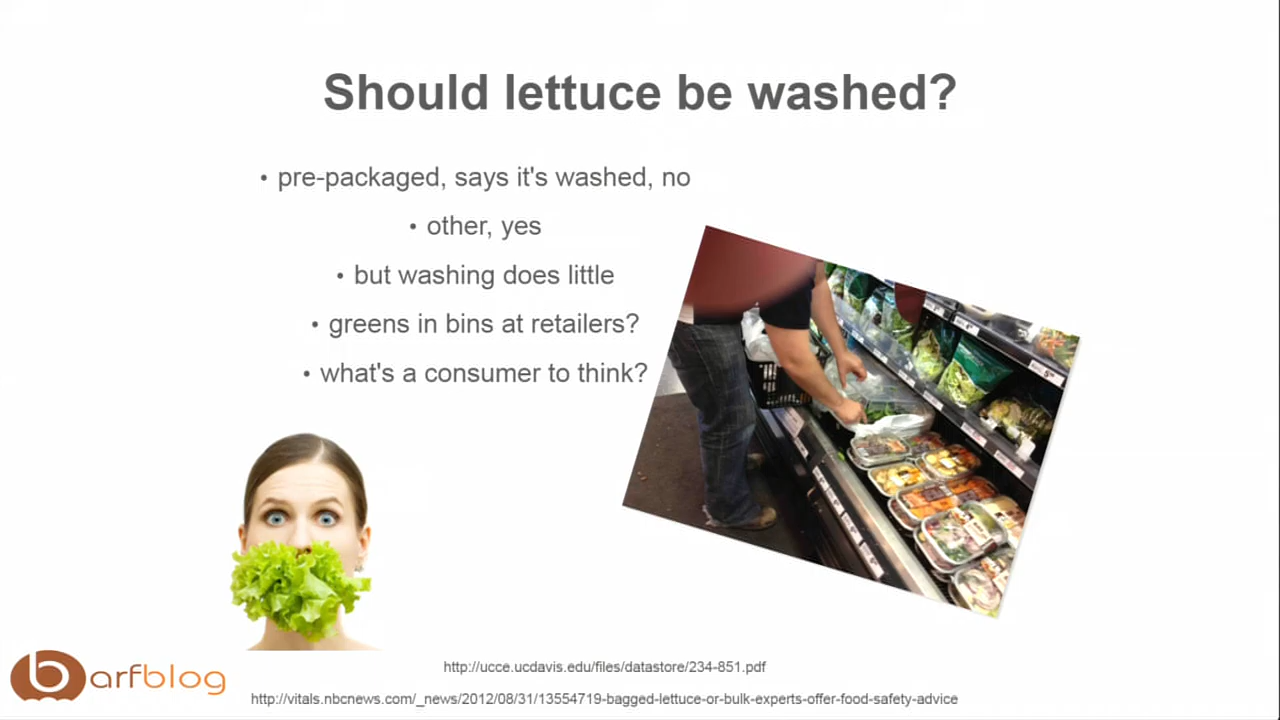 Should lettuce be washed?
• pre-packaged, says it's washed, no
• other, yes
• but washing does little
• greens in bins at retailers?
• what's a consumer to think?
barfblog
http://ucce.ucdavis.edu/files/datastore/234-851.pdf
http://vitals.nbcnews.com/_news/2012/08/31/13554719-bagged-lettuce-or-bulk-experts-offer-food-safety-advice